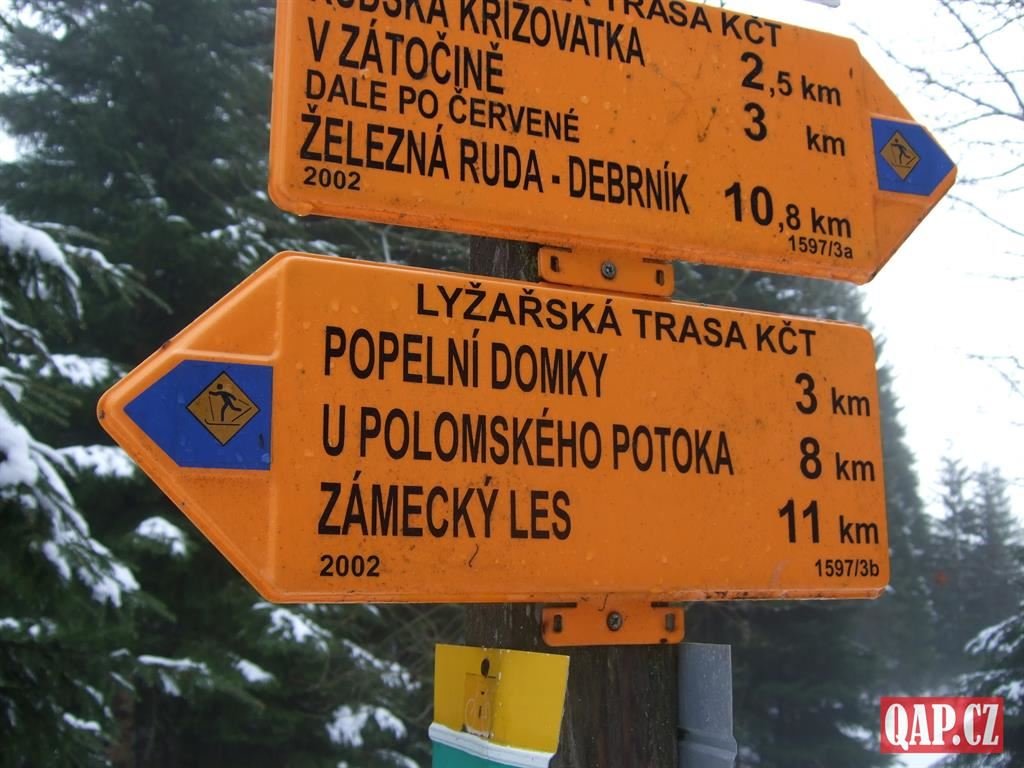 TRASA KČT
RUDSKÁ KŘIŽOVATKA 2,5 km
V ZÁTOČINĚ 3 km
DALE PO ČERVENÉ
ŽELEZNÁ RUDA - DEBRNÍK 10,8 km
2002 1597/3a
LYŽAŘSKÁ TRASA KČT
POPELNÍ DOMKY 3 km
U POLOMSKÉHO POTOKA 8 km
ZÁMECKÝ LES 11 km
2002 1597/3b
QAP.CZ